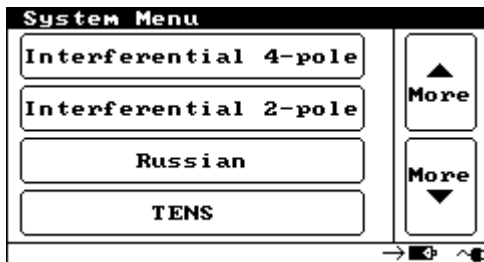 System Menu
Interferential 4-pole
Interferential 2-pole
Russian
TENS
More
More